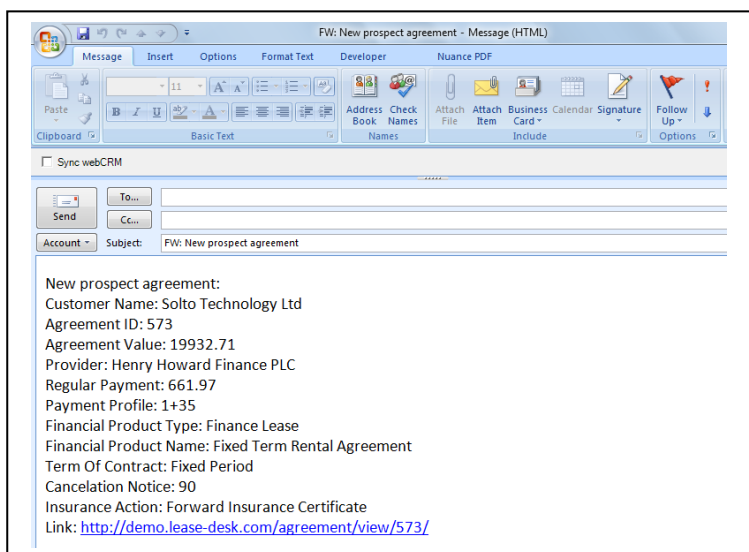 FW: New prospect agreement - Message (HTML)
Message Insert Options Format Text Developer Nuance PDF
11
Paste
B I U
Address Book
Check Names
Attach File
Attach Item
Business Card
Calendar
Signature
Follow Up
Clipboard Basic Text Names Include Options
Sync webCRM
Send
To...
Cc...
Account Subject: FW: New prospect agreement
New prospect agreement:
Customer Name: Solto Technology Ltd
Agreement ID: 573
Agreement Value: 19932.71
Provider: Henry Howard Finance PLC
Regular Payment: 661.97
Payment Profile: 1+35
Financial Product Type: Finance Lease
Financial Product Name: Fixed Term Rental Agreement
Term Of Contract: Fixed Period
Cancelation Notice: 90
Insurance Action: Forward Insurance Certificate
Link: http://demo.lease-desk.com/agreement/view/573/